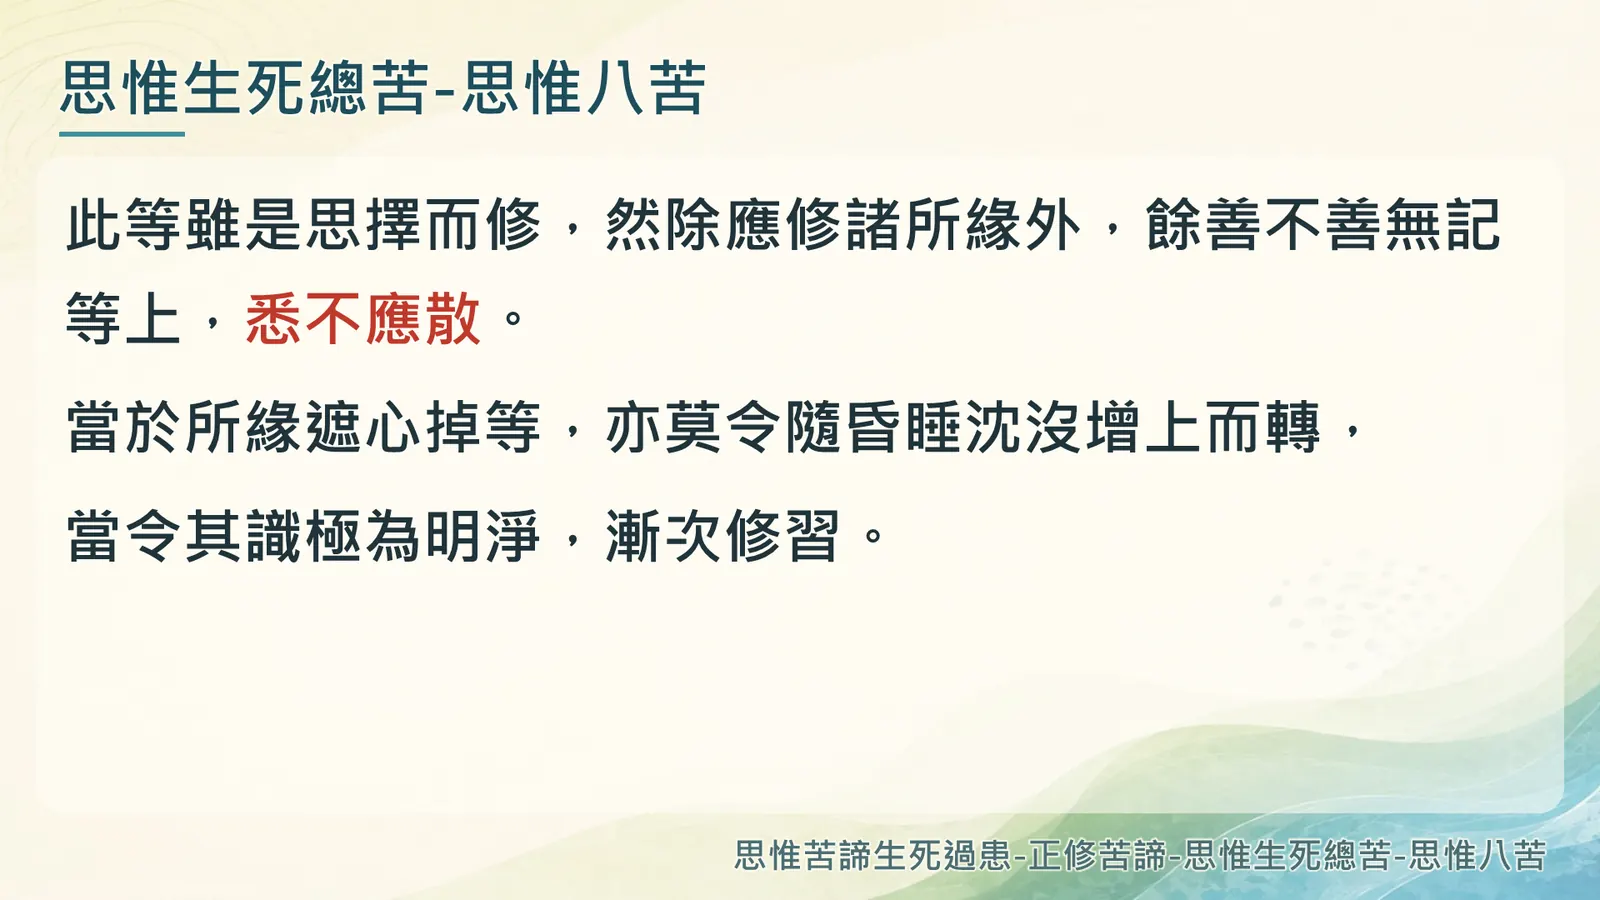 思惟生死總苦-思惟八苦
此等雖是思擇而修，然除應修諸所緣外，餘善不善無記
等上，悉不應散。
當於所緣遮心掉等，亦莫令隨昏睡沈沒增上而轉，
當令其識極為明淨，漸次修習。
思惟苦諦生死過患-正修苦諦-思惟生死總苦-思惟八苦